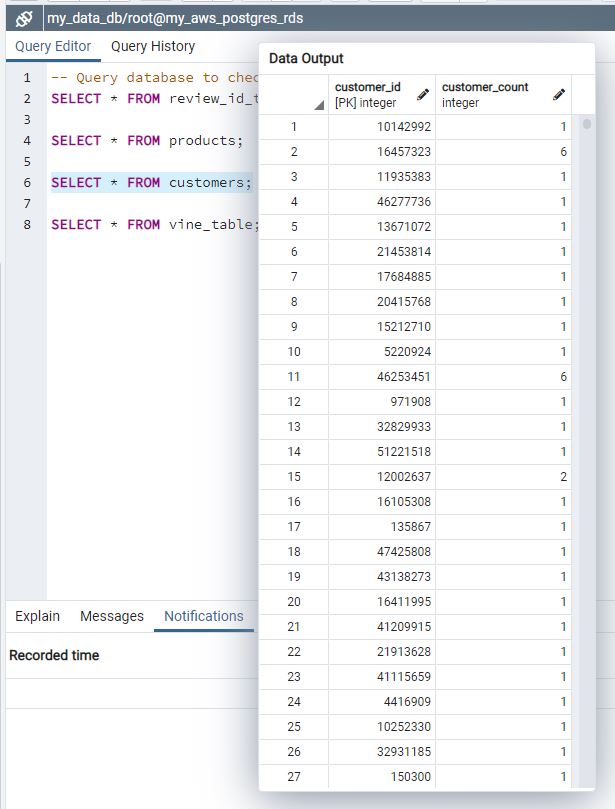 my_data_db/root@my_aws_postgres_rds
Query Editor Query History
1 -- Query database to
2 SELECT * FROM
3
4 SELECT * FROM products;
5
6 SELECT * FROM customers;
7
8 SELECT * FROM vine_table;
Data Output
customer_id customer_count
[PK] integer integer
1 10142992 1
2 16457323 6
3 11935383 1
4 46277736 1
5 13671072 1
6 21453814 1
7 17684885 1
8 20415768 1
9 15212710 1
10 5220924 1
11 46253451 6
12 971908 1
13 32829933 1
14 51221518 1
15 12002637 2
16 16105308 1
17 135867 1
18 47425808 1
19 43138273 1
20 16411995 1
21 41209915 1
22 21913628 1
23 41115659 1
24 4416909 1
25 10252330 1
26 32931185 1
27 150300 1
Explain Messages Notifications
Recorded time